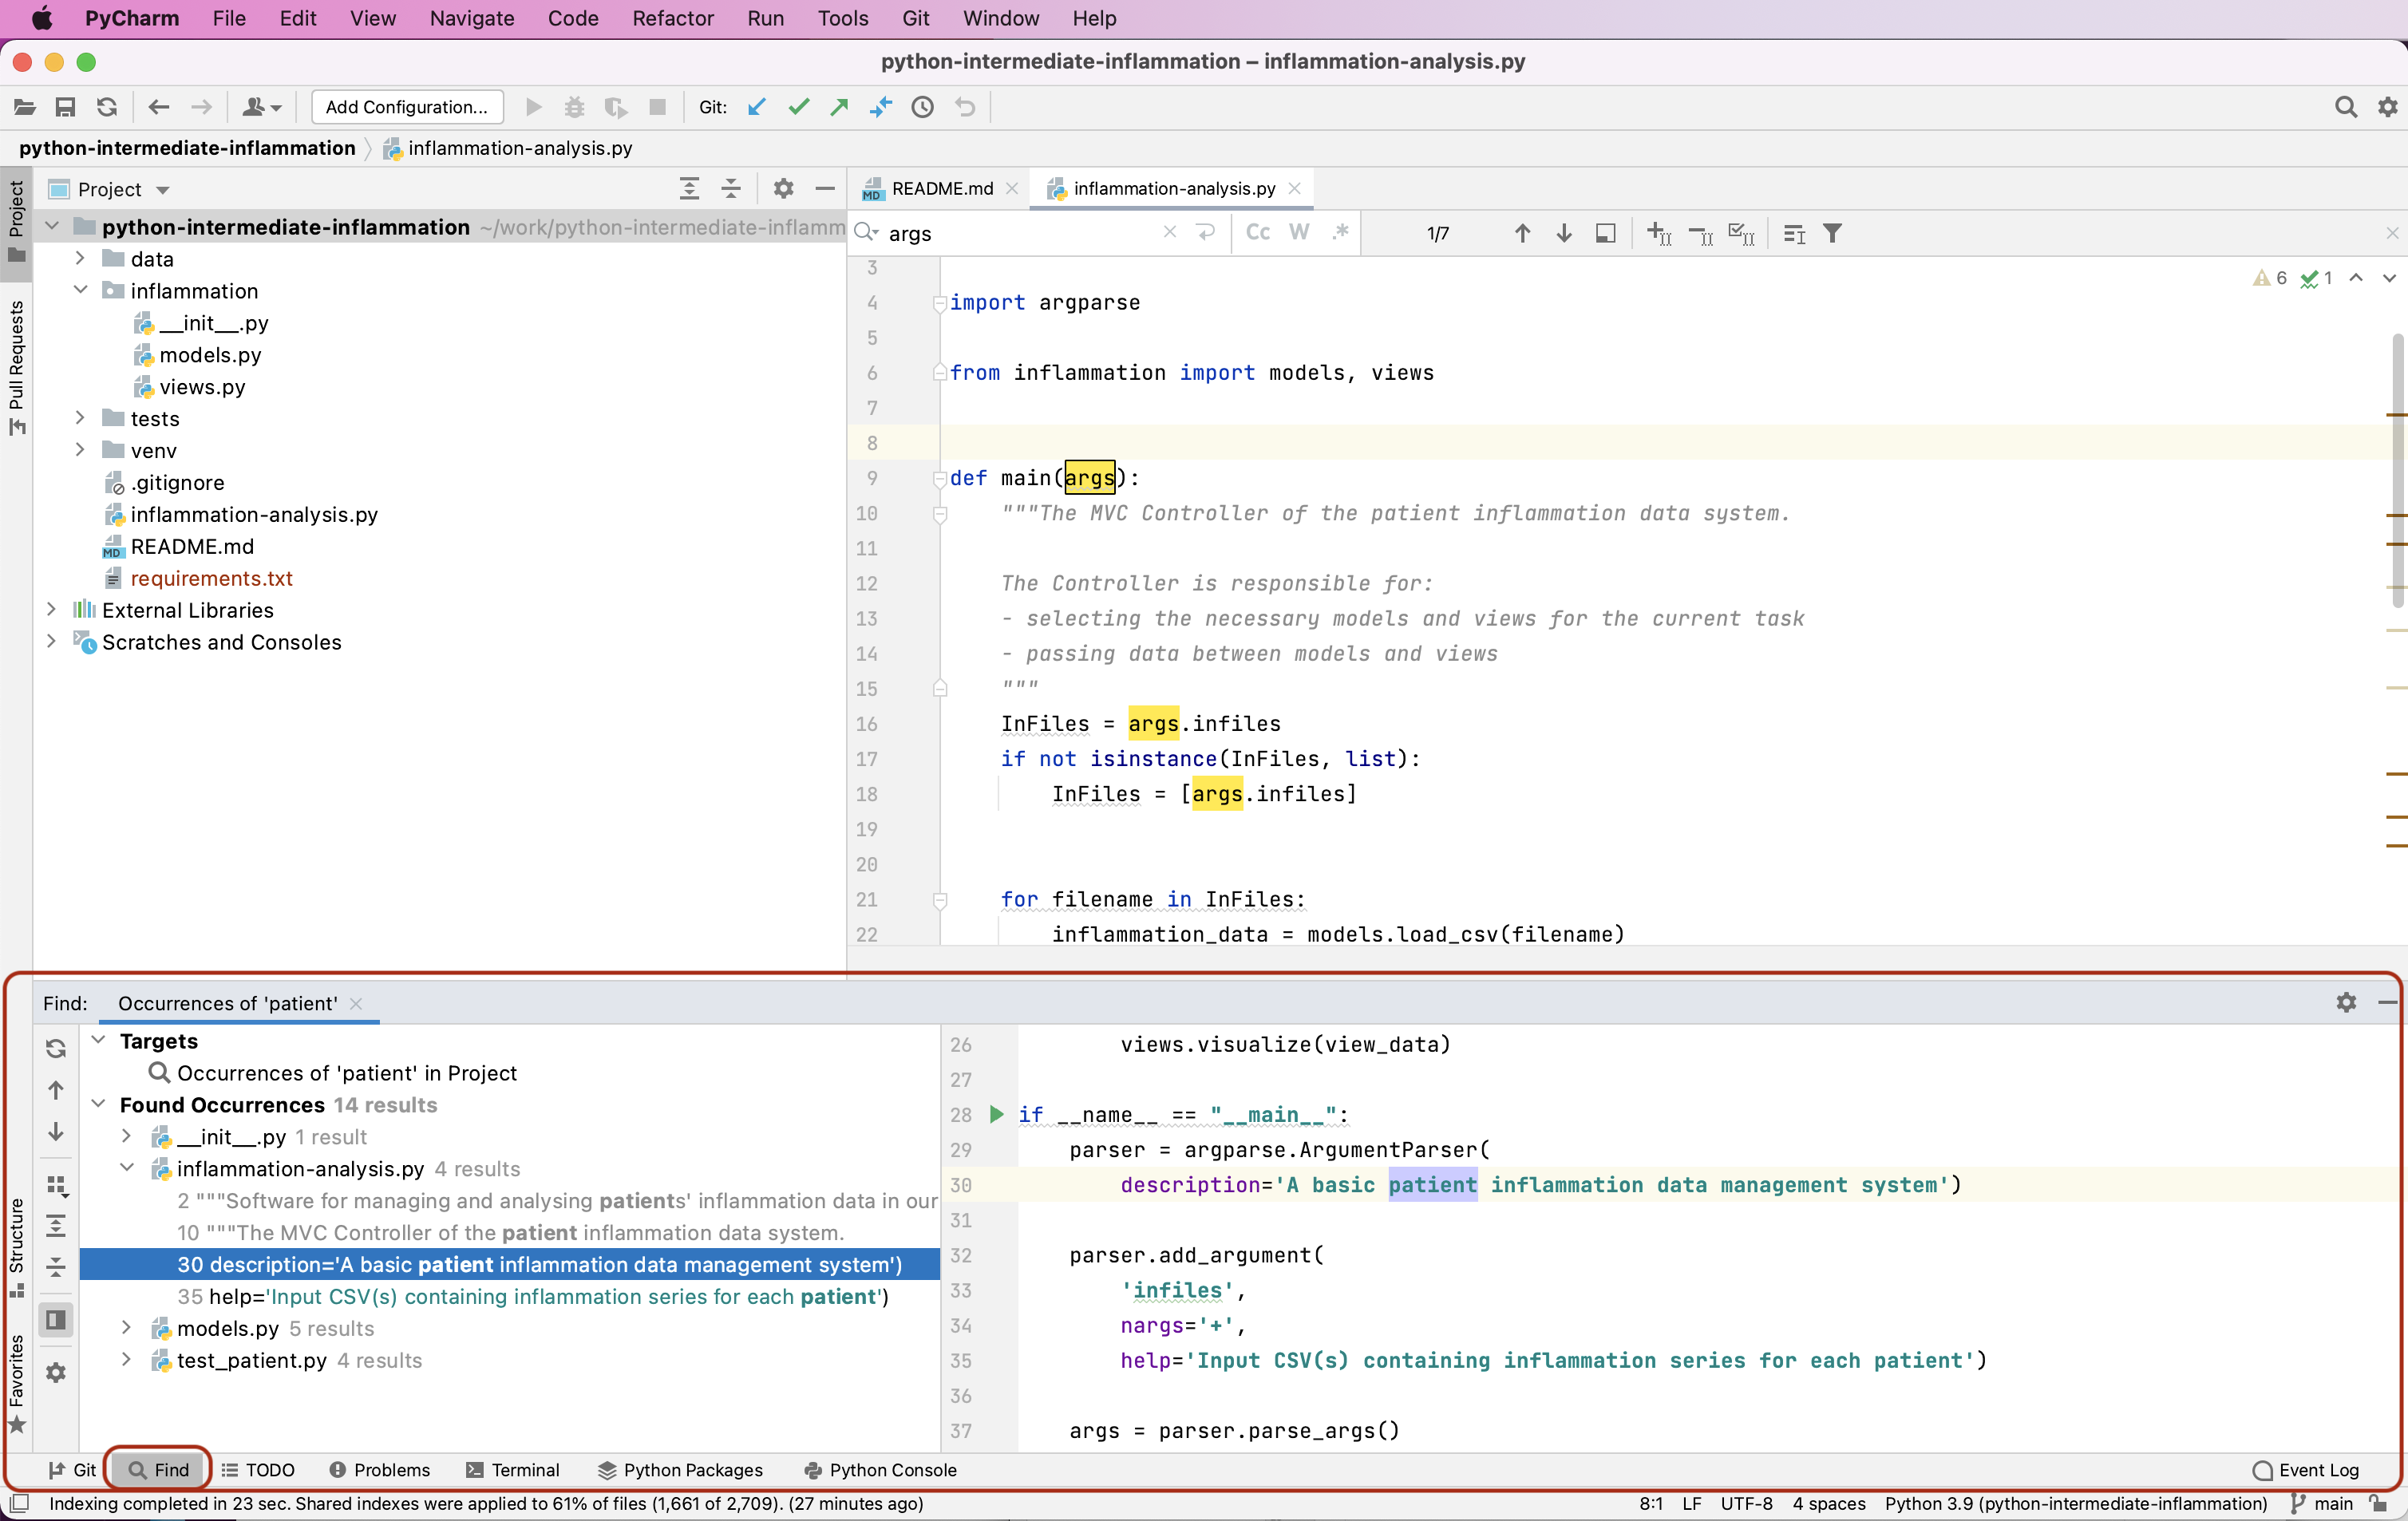 PyCharm File Edit View Navigate Code Refactor Run Tools Git Window Help
python-intermediate-inflammation – inflammation-analysis.py
Add Configuration... Git:
python-intermediate-inflammation inflammation-analysis.py
Project
Pull Requests
Structure
Favorites
Project
python-intermediate-inflammation ~/work/python-intermediate-inflamm
data
inflammation
__init__.py
models.py
views.py
tests
venv
.gitignore
inflammation-analysis.py
MD README.md
requirements.txt
External Libraries
Scratches and Consoles
MD README.md inflammation-analysis.py
args Cc W .* 1/7
6 1
3
4 import argparse
5
6 from inflammation import models, views
7
8
9 def main(args):
10 """The MVC Controller of the patient inflammation data system.
11
12 The Controller is responsible for:
13 - selecting the necessary models and views for the current task
14 - passing data between models and views
15 """
16 InFiles = args.infiles
17 if not isinstance(InFiles, list):
18 InFiles = [args.infiles]
19
20
21 for filename in InFiles:
22 inflammation_data = models.load_csv(filename)
Find: Occurrences of 'patient'
Targets
Occurrences of 'patient' in Project
Found Occurrences 14 results
__init__.py 1 result
inflammation-analysis.py 4 results
2 """Software for managing and analysing patients' inflammation data in our
10 """The MVC Controller of the patient inflammation data system.
30 description='A basic patient inflammation data management system')
35 help='Input CSV(s) containing inflammation series for each patient')
models.py 5 results
test_patient.py 4 results
26 views.visualize(view_data)
27
28 if __name__ == "__main__":
29 parser = argparse.ArgumentParser(
30 description='A basic patient inflammation data management system')
31
32 parser.add_argument(
33 'infiles',
34 nargs='+',
35 help='Input CSV(s) containing inflammation series for each patient')
36
37 args = parser.parse_args()
Git Find TODO Problems Terminal Python Packages Python Console Event Log
Indexing completed in 23 sec. Shared indexes were applied to 61% of files (1,661 of 2,709). (27 minutes ago) 8:1 LF UTF-8 4 spaces Python 3.9 (python-intermediate-inflammation) main